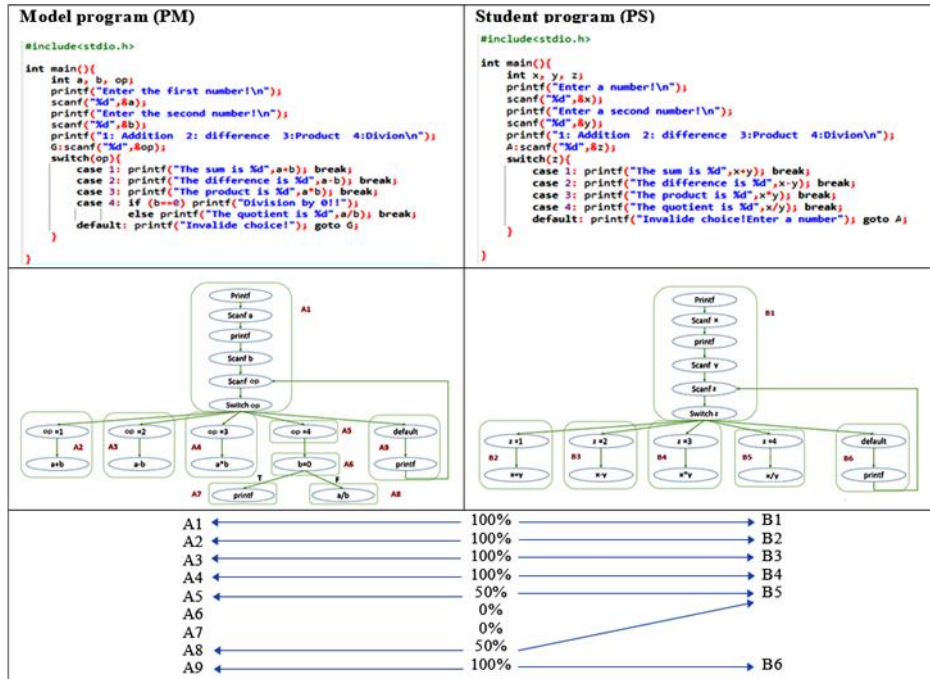 Model program (PM)
#include<stdio.h>
int main(){
int a, b, op;
printf("Enter the first number!\n");
scanf("%d",&a);
printf("Enter the second number!\n");
scanf("%d",&b);
printf("1: Addition 2: difference 3:Product 4:Divion\n");
G:scanf("%d",&op);
switch(op){
case 1: printf("The sum is %d",a+b); break;
case 2: printf("The difference is %d",a-b); break;
case 3: printf("The product is %d",a*b); break;
case 4: if (b==0) printf("Division by 0!!");
else printf("The quotient is %d",a/b); break;
default: printf("Invalide choice!"); goto G;
}
}
Student program (PS)
#include<stdio.h>
int main(){
int x, y, z;
printf("Enter a number!\n");
scanf("%d",&x);
printf("Enter a second number!\n");
scanf("%d",&y);
printf("1: Addition 2: difference 3:Product 4:Divion\n");
A:scanf("%d",&z);
switch(z){
case 1: printf("The sum is %d",x+y); break;
case 2: printf("The difference is %d",x-y); break;
case 3: printf("The product is %d",x*y); break;
case 4: printf("The quotient is %d",x/y); break;
default: printf("Invalide choice!Enter a number"); goto A;
}
}
Printf
A1
Scanf a
printf
Scanf b
Scanf op
Switch op
op =1
A2
op =2
A3
op =3
A4
op =4
A5
default
A9
a+b
a-b
a*b
b=0
A6
printf
T
F
A7
printf
a/b
A8
Printf
B1
Scanf x
printf
Scanf y
Scanf z
Switch z
z =1
B2
z =2
B3
z =3
B4
z =4
B5
default
B6
x+y
x-y
x*y
x/y
printf
A1 100% B1
A2 100% B2
A3 100% B3
A4 100% B4
A5 50% B5
A6 0%
A7 0%
A8 50%
A9 100% B6